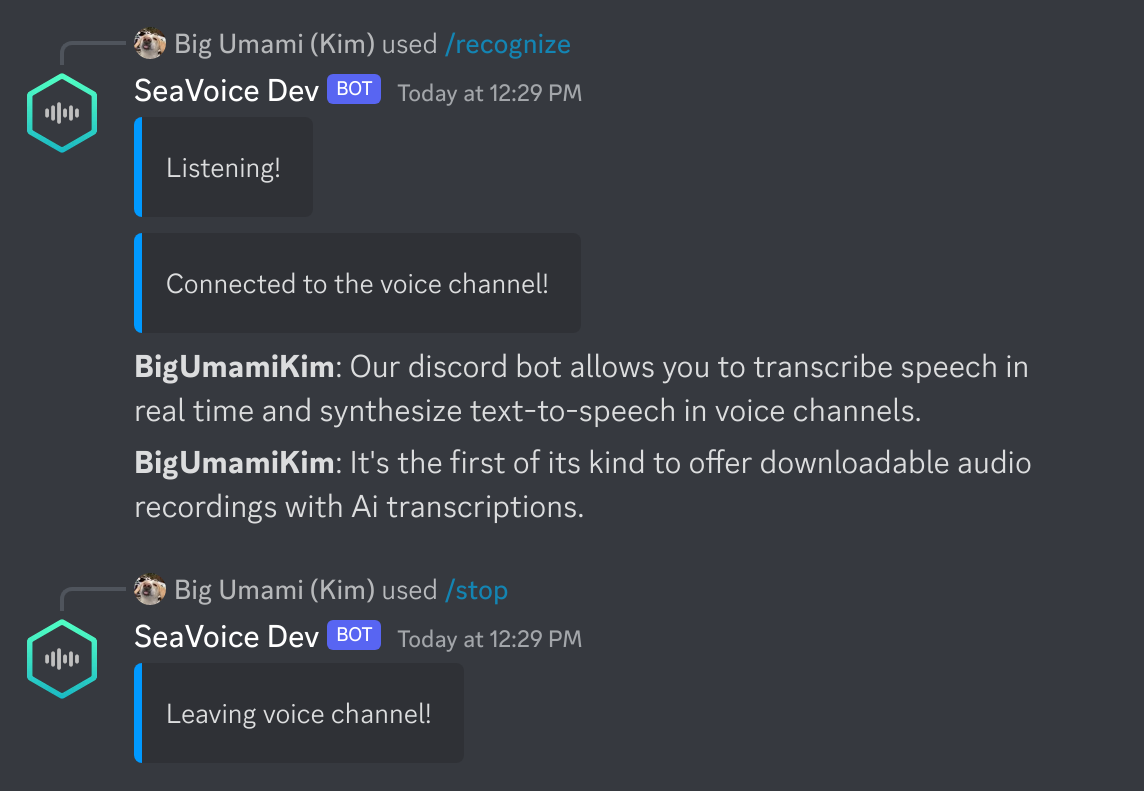 Big Umami (Kim) used /recognize
SeaVoice Dev BOT Today at 12:29 PM
Listening!
Connected to the voice channel!
BigUmamiKim: Our discord bot allows you to transcribe speech in
real time and synthesize text-to-speech in voice channels.
BigUmamiKim: It's the first of its kind to offer downloadable audio
recordings with Ai transcriptions.
Big Umami (Kim) used /stop
SeaVoice Dev BOT Today at 12:29 PM
Leaving voice channel!